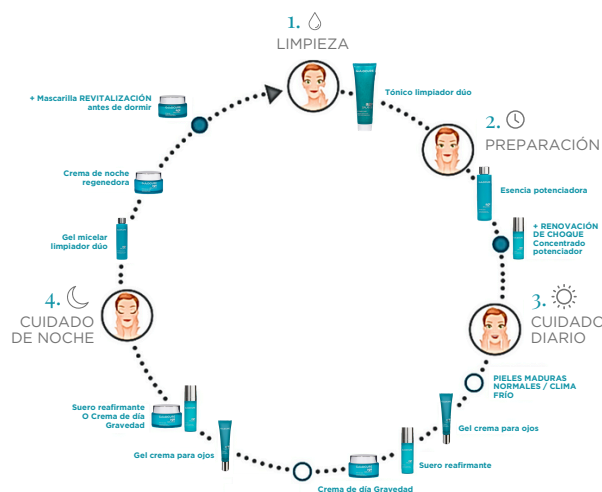 1.
LIMPIEZA
Tónico limpiador dúo
2.
PREPARACIÓN
Esencia potenciadora
+ RENOVACIÓN
DE CHOQUE
Concentrado
potenciador
3.
CUIDADO
DIARIO
PIELES MADURAS
NORMALES / CLIMA
FRÍO
Gel crema para ojos
Suero reafirmante
Crema de día Gravedad
Gel crema para ojos
Suero reafirmante
O Crema de día
Gravedad
4.
CUIDADO
DE NOCHE
Gel micelar
limpiador dúo
Crema de noche
regenedora
+ Mascarilla REVITALIZACIÓN
antes de dormir